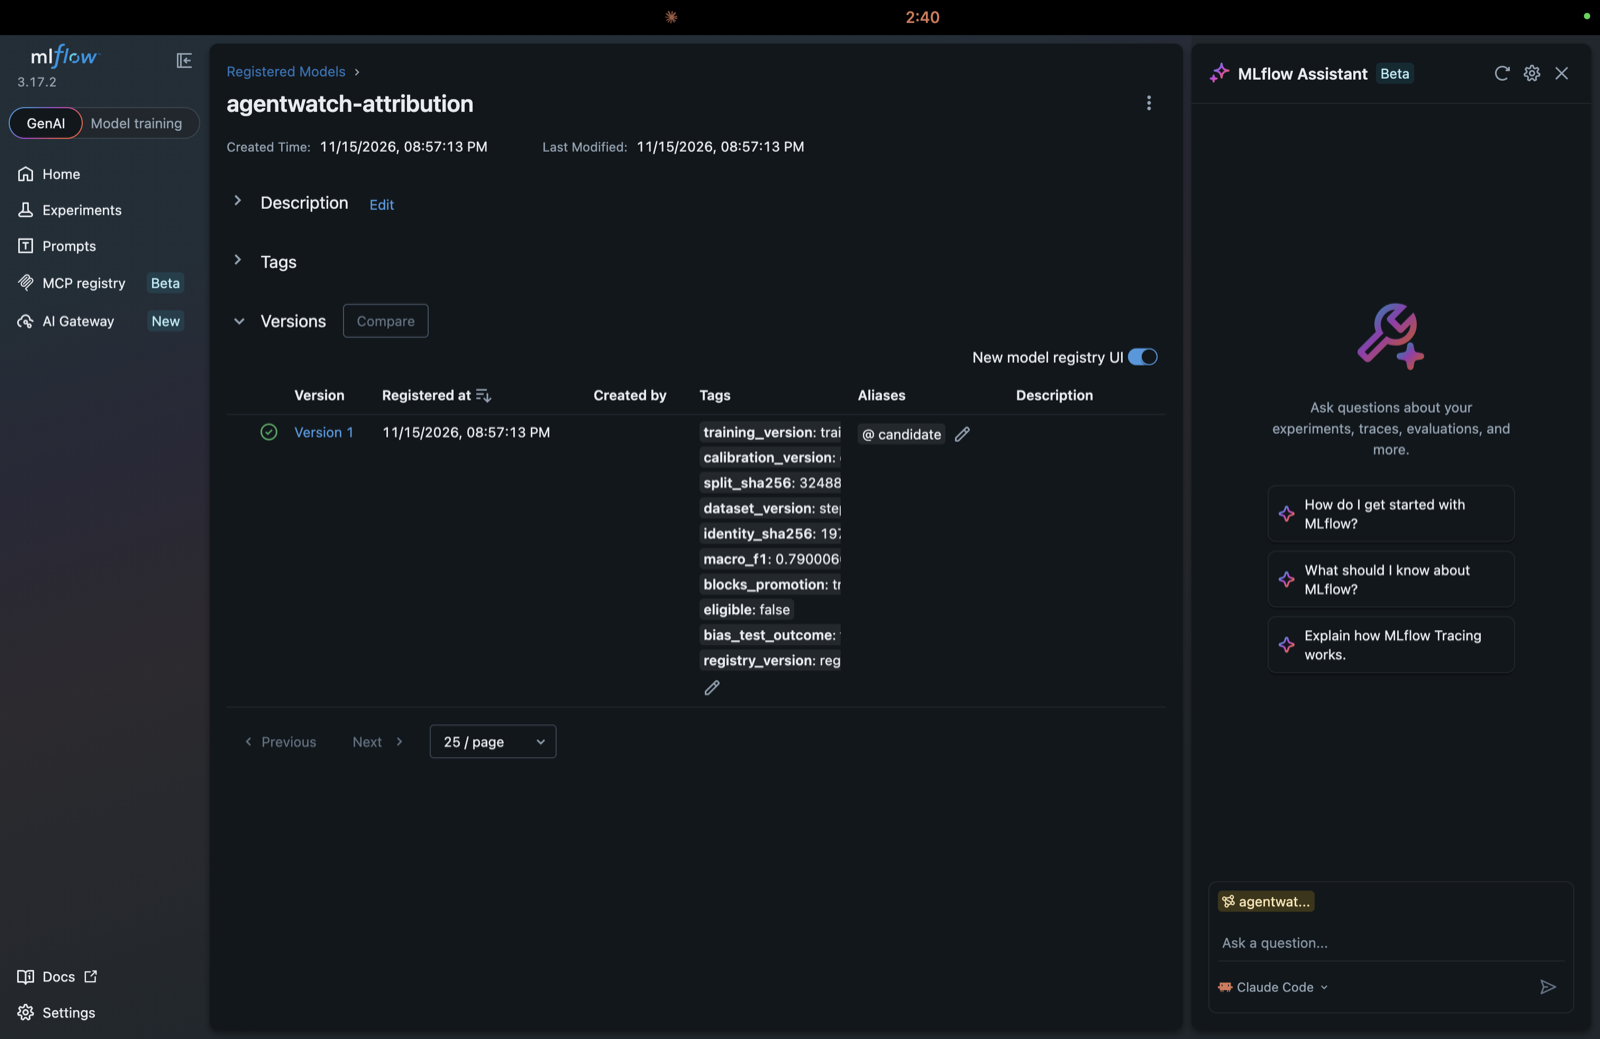 2:40
mlflow
3.17.2
GenAI
Model training
Home
Experiments
Prompts
MCP registry Beta
AI Gateway New
Docs
Settings
Registered Models
agentwatch-attribution
Created Time: 11/15/2026, 08:57:13 PM Last Modified: 11/15/2026, 08:57:13 PM
Description Edit
Tags
Versions Compare
New model registry UI
Version Registered at Created by Tags Aliases Description
Version 1 11/15/2026, 08:57:13 PM
training_version: trai
calibration_version:
split_sha256: 32488
dataset_version: ste
identity_sha256: 197
macro_f1: 0.790006
blocks_promotion: tr
eligible: false
bias_test_outcome:
registry_version: reg
@ candidate
Previous Next 25 / page
MLflow Assistant Beta
Ask questions about your
experiments, traces, evaluations, and
more.
How do I get started with
MLflow?
What should I know about
MLflow?
Explain how MLflow Tracing
works.
agentwat...
Ask a question...
Claude Code